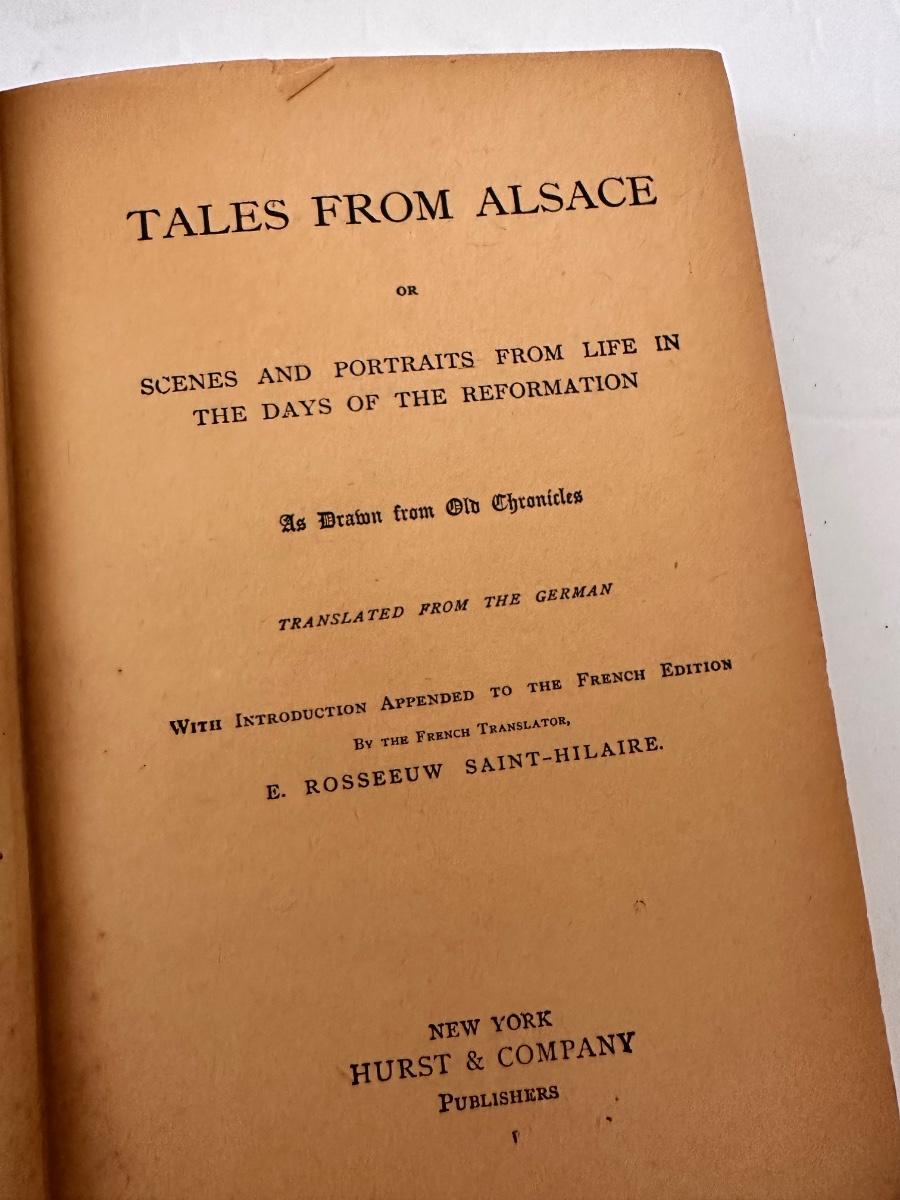 TALES FROM ALSACE
OR
SCENES AND PORTRAITS FROM LIFE IN
THE DAYS OF THE REFORMATION
As Drawn from Old Chronicles
TRANSLATED FROM THE GERMAN
WITH INTRODUCTION APPENDED TO THE FRENCH EDITION
BY THE FRENCH TRANSLATOR,
E. ROSSEEUW SAINT-HILAIRE.
NEW YORK
HURST & COMPANY
PUBLISHERS